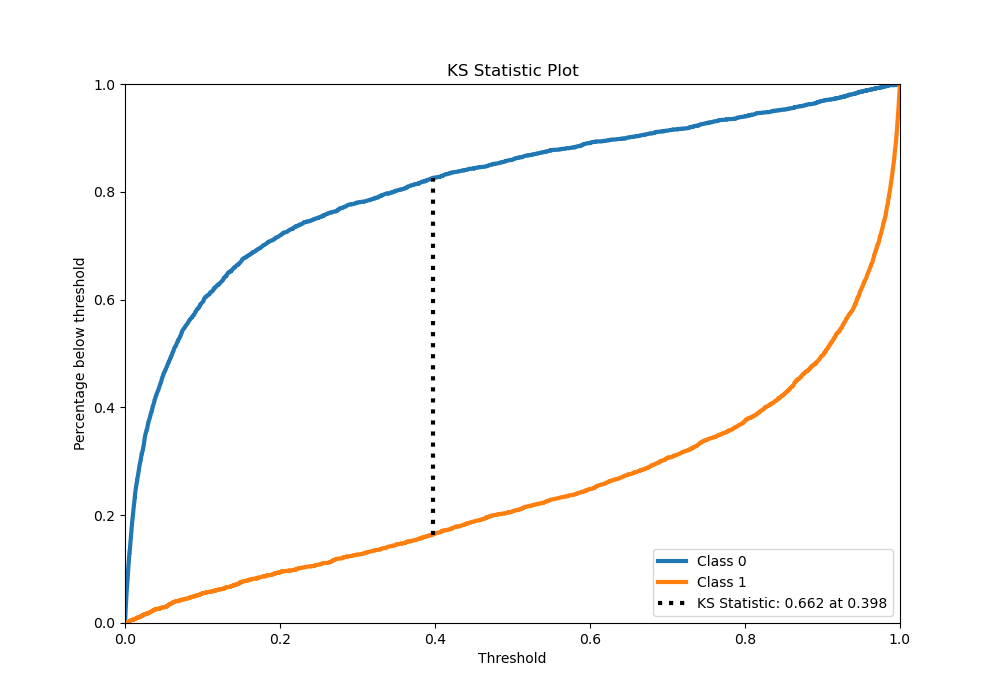 KS Statistic Plot
1.0
0.8
0.6
0.4
0.2
0.0
Percentage below threshold
0.0 0.2 0.4 0.6 0.8 1.0
Threshold
Class 0
Class 1
KS Statistic: 0.662 at 0.398